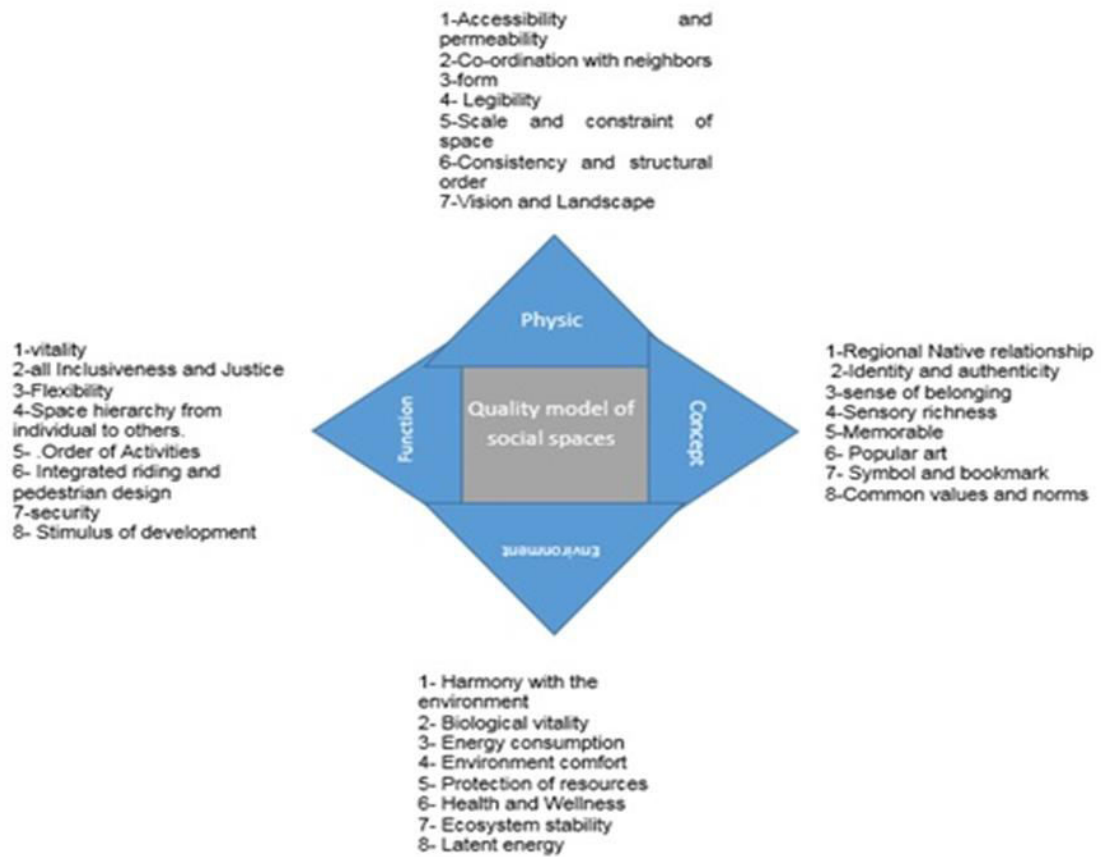 1-Accessibility and
permeability
2-Co-ordination with neighbors
3-form
4- Legibility
5-Scale and constraint of
space
6-Consistency and structural
order
7-Vision and Landscape
Physic
1-vitality
2-all Inclusiveness and Justice
3-Flexibility
4-Space hierarchy from
individual to others.
5- .Order of Activities
6- Integrated riding and
pedestrian design
7-security
8- Stimulus of development
Function
Quality model of
social spaces
Concept
1-Regional Native relationship
2-Identity and authenticity
3-sense of belonging
4-Sensory richness
5-Memorable
6- Popular art
7- Symbol and bookmark
8-Common values and norms
Environment
1- Harmony with the
environment
2- Biological vitality
3- Energy consumption
4- Environment comfort
5- Protection of resources
6- Health and Wellness
7- Ecosystem stability
8- Latent energy